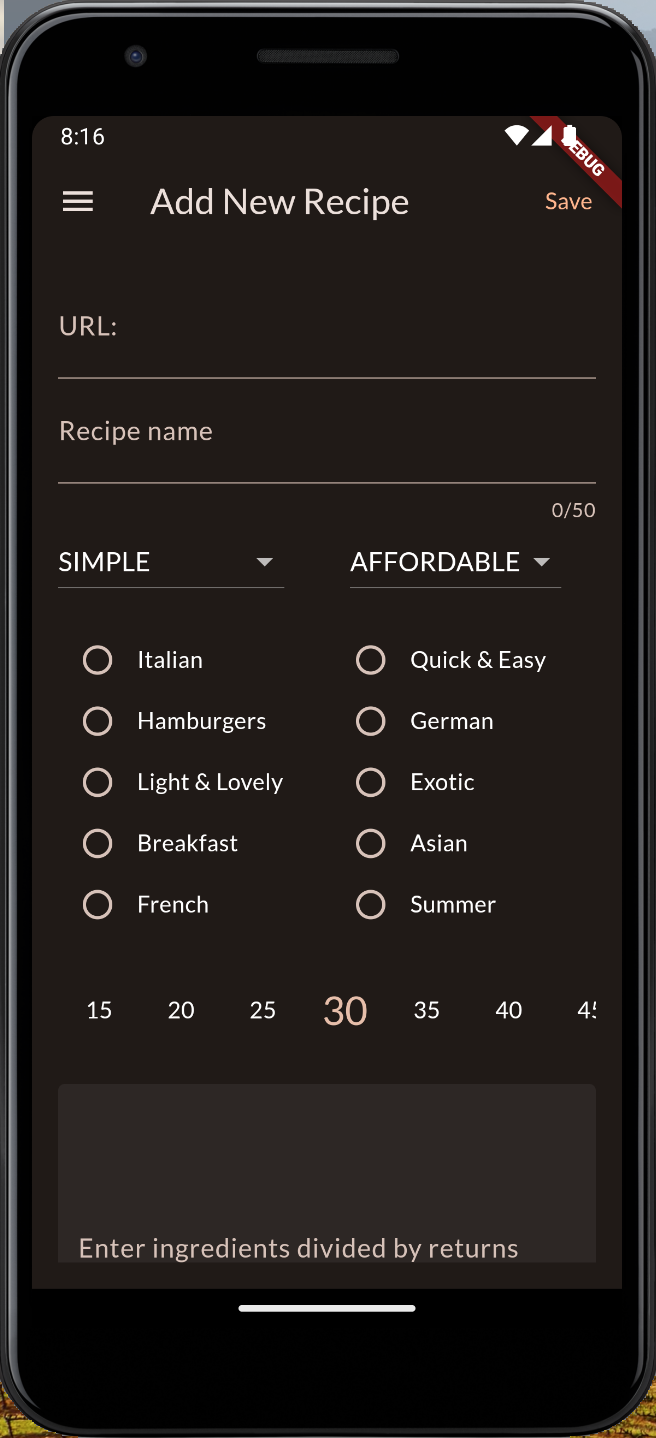 8:16
DEBUG
Add New Recipe
Save
URL:
Recipe name
0/50
SIMPLE AFFORDABLE
Italian Quick & Easy
Hamburgers German
Light & Lovely Exotic
Breakfast Asian
French Summer
15 20 25 30 35 40 45
Enter ingredients divided by returns